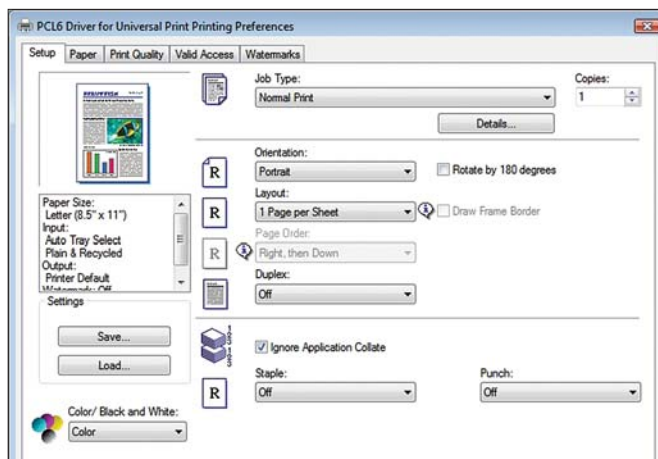 PCL6 Driver for Universal Print Printing Preferences
Setup Paper Print Quality Valid Access Watermarks
Job Type:
Normal Print
Copies:
1
Details...
Orientation:
Portrait
Rotate by 180 degrees
Layout:
1 Page per Sheet
Draw Frame Border
Page Order:
Right, then Down
Duplex:
Off
Paper Size:
Letter (8.5" x 11")
Input:
Auto Tray Select
Plain & Recycled
Output:
Printer Default
Watermark: Off
Settings
Save...
Load...
Color/ Black and White:
Color
Ignore Application Collate
Staple:
Off
Punch:
Off
R
R
R
R